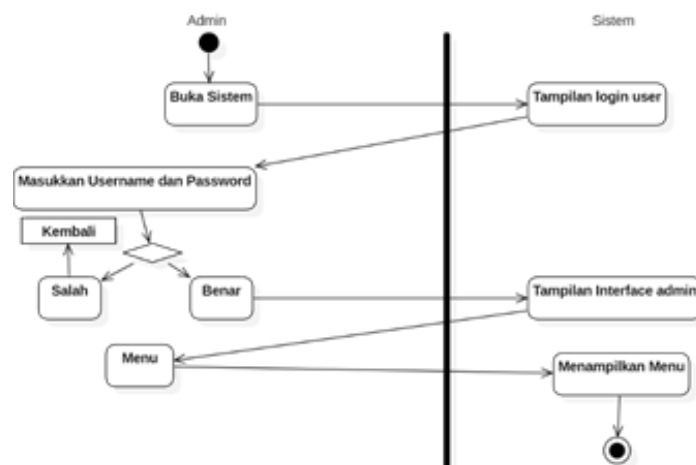 Admin
Sistem
Buka Sistem
Tampilan login user
Masukkan Username dan Password
Kembali
Salah
Benar
Tampilan Interface admin
Menu
Menampilkan Menu